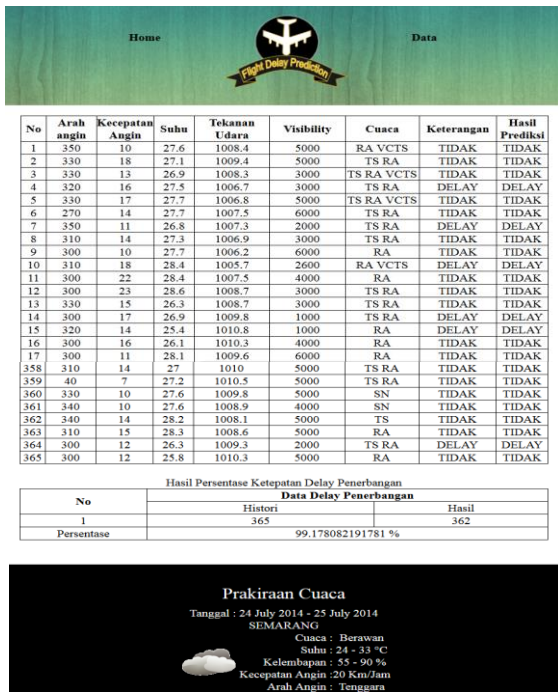 Home
Flight Delay Prediction
Data
No Arah angin Kecepatan Angin Suhu Tekanan Udara Visibility Cuaca Keterangan Hasil Prediksi
1 350 10 27.6 1008.4 5000 RA VCTS TIDAK TIDAK
2 330 18 27.1 1009.4 5000 TS RA TIDAK TIDAK
3 330 13 26.9 1008.3 3000 TS RA VCTS TIDAK TIDAK
4 320 16 27.5 1006.7 3000 TS RA DELAY DELAY
5 330 17 27.7 1006.8 5000 TS RA VCTS TIDAK TIDAK
6 270 14 27.7 1007.5 6000 TS RA TIDAK TIDAK
7 350 11 26.8 1007.3 2000 TS RA DELAY DELAY
8 310 14 27.3 1006.9 3000 TS RA TIDAK TIDAK
9 300 10 27.7 1006.2 6000 RA TIDAK TIDAK
10 310 18 28.4 1005.7 2600 RA VCTS DELAY DELAY
11 300 22 28.4 1007.5 4000 RA TIDAK TIDAK
12 300 23 28.6 1008.7 3000 TS RA TIDAK TIDAK
13 330 15 26.3 1008.7 3000 TS RA TIDAK TIDAK
14 300 17 26.9 1009.8 1000 TS RA DELAY DELAY
15 320 14 25.4 1010.8 1000 RA DELAY DELAY
16 300 16 26.1 1010.3 4000 RA TIDAK TIDAK
17 300 11 28.1 1009.6 6000 RA TIDAK TIDAK
358 310 14 27 1010 5000 TS RA TIDAK TIDAK
359 40 7 27.2 1010.5 5000 TS RA TIDAK TIDAK
360 330 10 27.6 1009.8 5000 SN TIDAK TIDAK
361 340 10 27.6 1008.9 4000 SN TIDAK TIDAK
362 340 14 28.2 1008.1 5000 TS TIDAK TIDAK
363 310 15 28.3 1008.6 5000 RA TIDAK TIDAK
364 300 12 26.3 1009.3 2000 TS RA DELAY DELAY
365 300 12 25.8 1010.3 5000 RA TIDAK TIDAK
Hasil Persentase Ketepatan Delay Penerbangan
No Data Delay Penerbangan
Histori Hasil
1 365 362
Persentase 99.178082191781 %
Prakiraan Cuaca
Tanggal : 24 July 2014 - 25 July 2014
SEMARANG
Cuaca : Berawan
Suhu : 24 - 33 °C
Kelembapan : 55 - 90 %
Kecepatan Angin :20 Km/Jam
Arah Angin : Tenggara